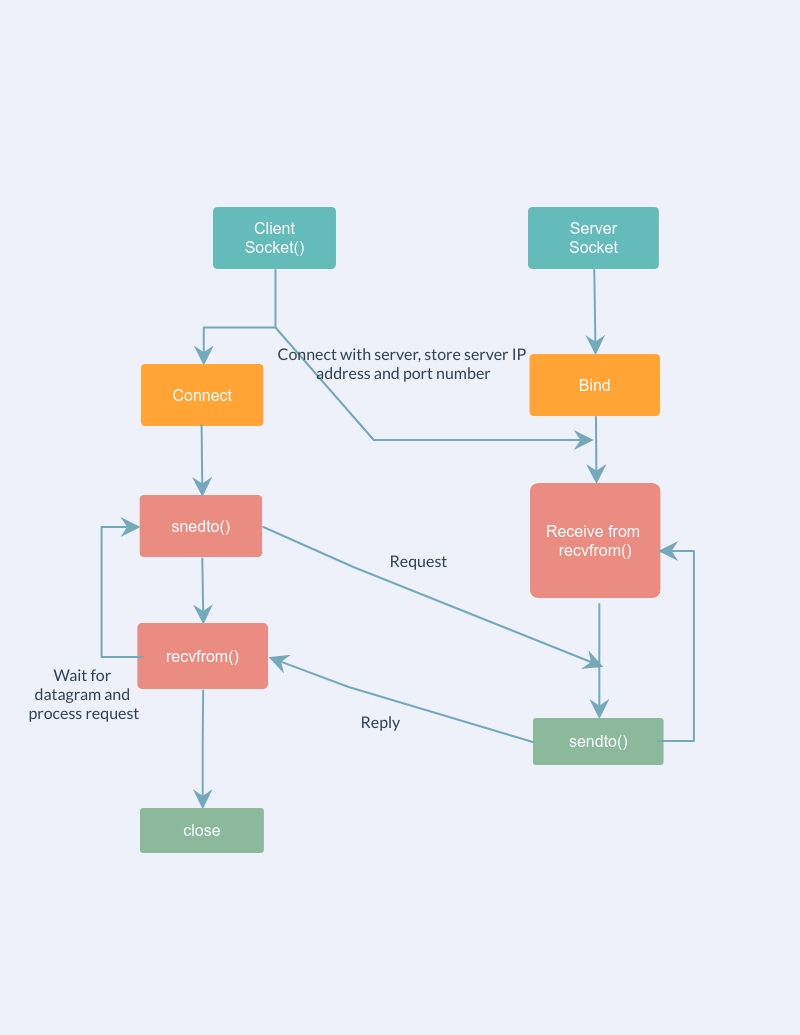 Client
Socket()
Server
Socket
Connect with server, store server IP
address and port number
Connect
Bind
snedto()
Receive from
recvfrom()
Request
recvfrom()
Wait for
datagram and
process request
Reply
sendto()
close